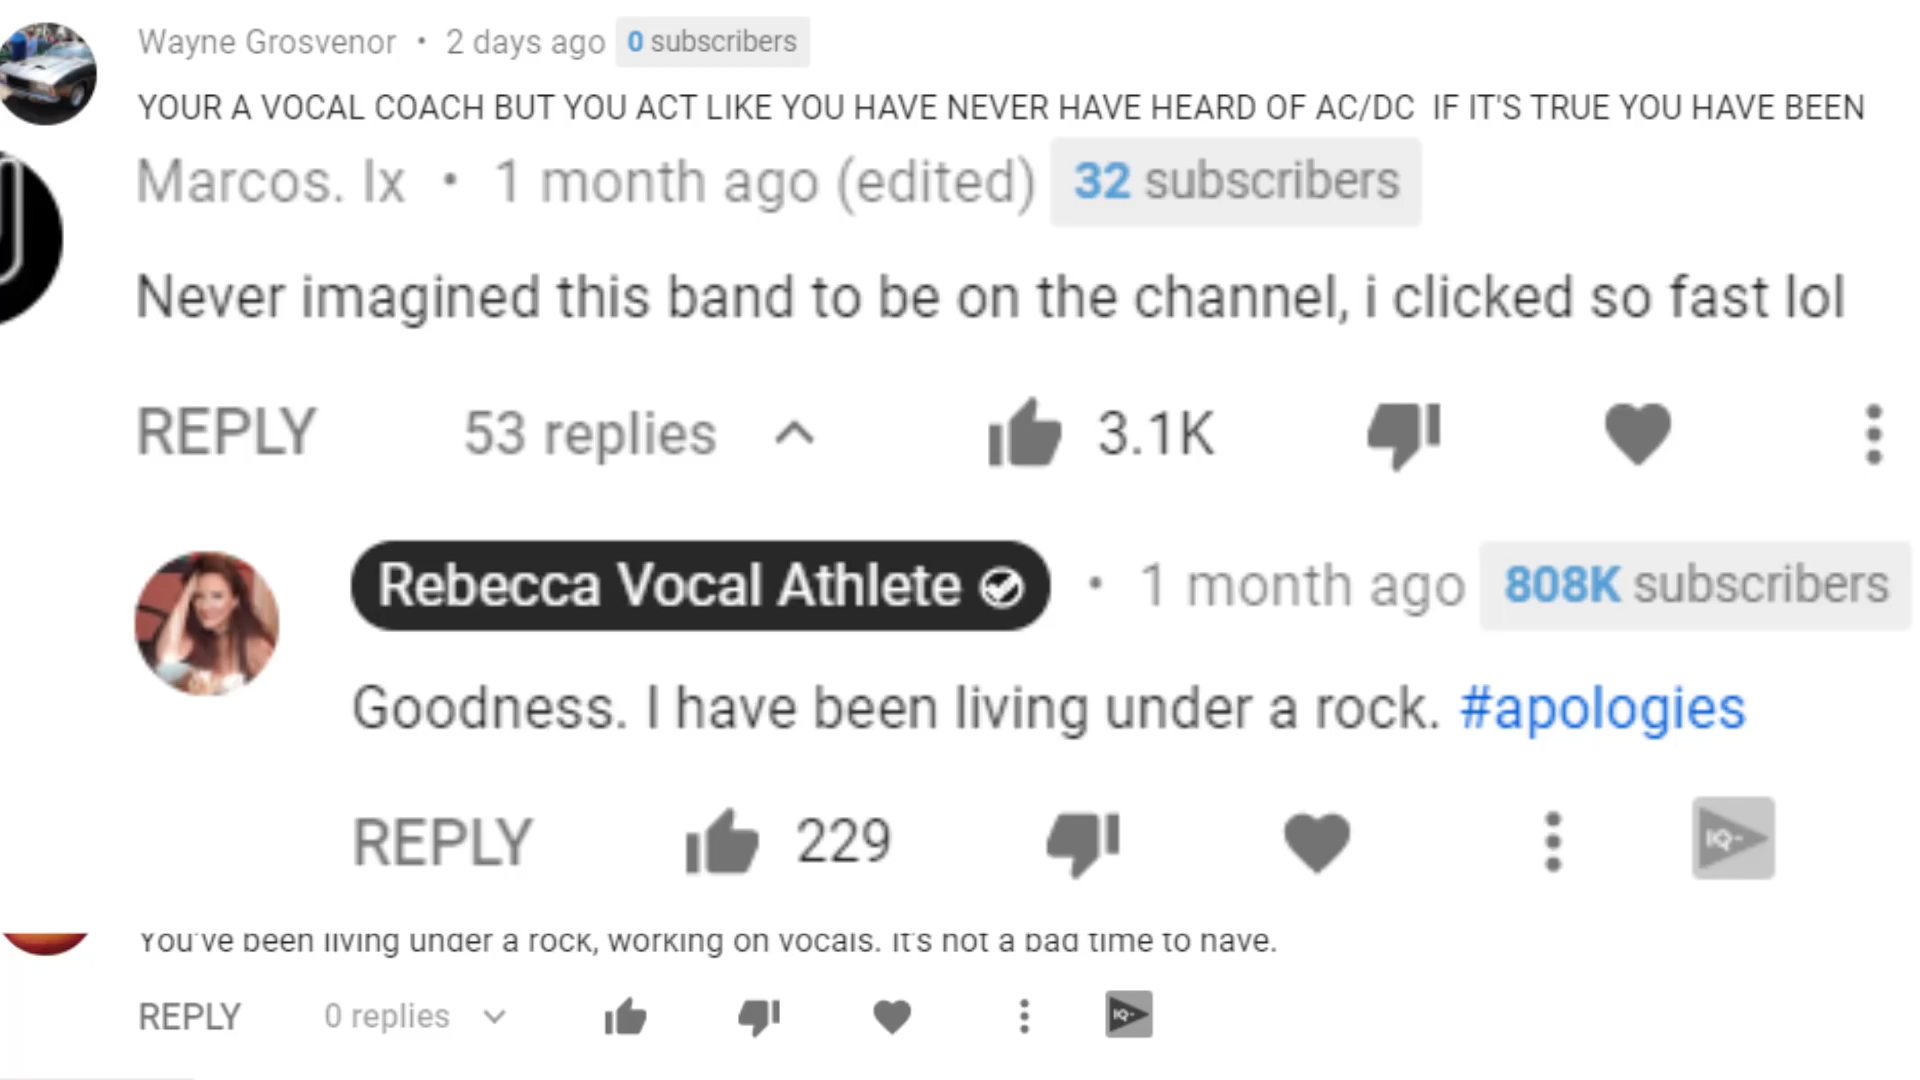 Wayne Grosvenor • 2 days ago 0 subscribers
YOUR A VOCAL COACH BUT YOU ACT LIKE YOU HAVE NEVER HAVE HEARD OF AC/DC IF IT'S TRUE YOU HAVE BEEN
Marcos. Ix • 1 month ago (edited) 32 subscribers
Never imagined this band to be on the channel, i clicked so fast lol
REPLY 53 replies 3.1K
Rebecca Vocal Athlete • 1 month ago 808K subscribers
Goodness. I have been living under a rock. #apologies
REPLY 229 IQ
You've been living under a rock, working on vocals. It's not a bad time to have.
REPLY 0 replies IQ